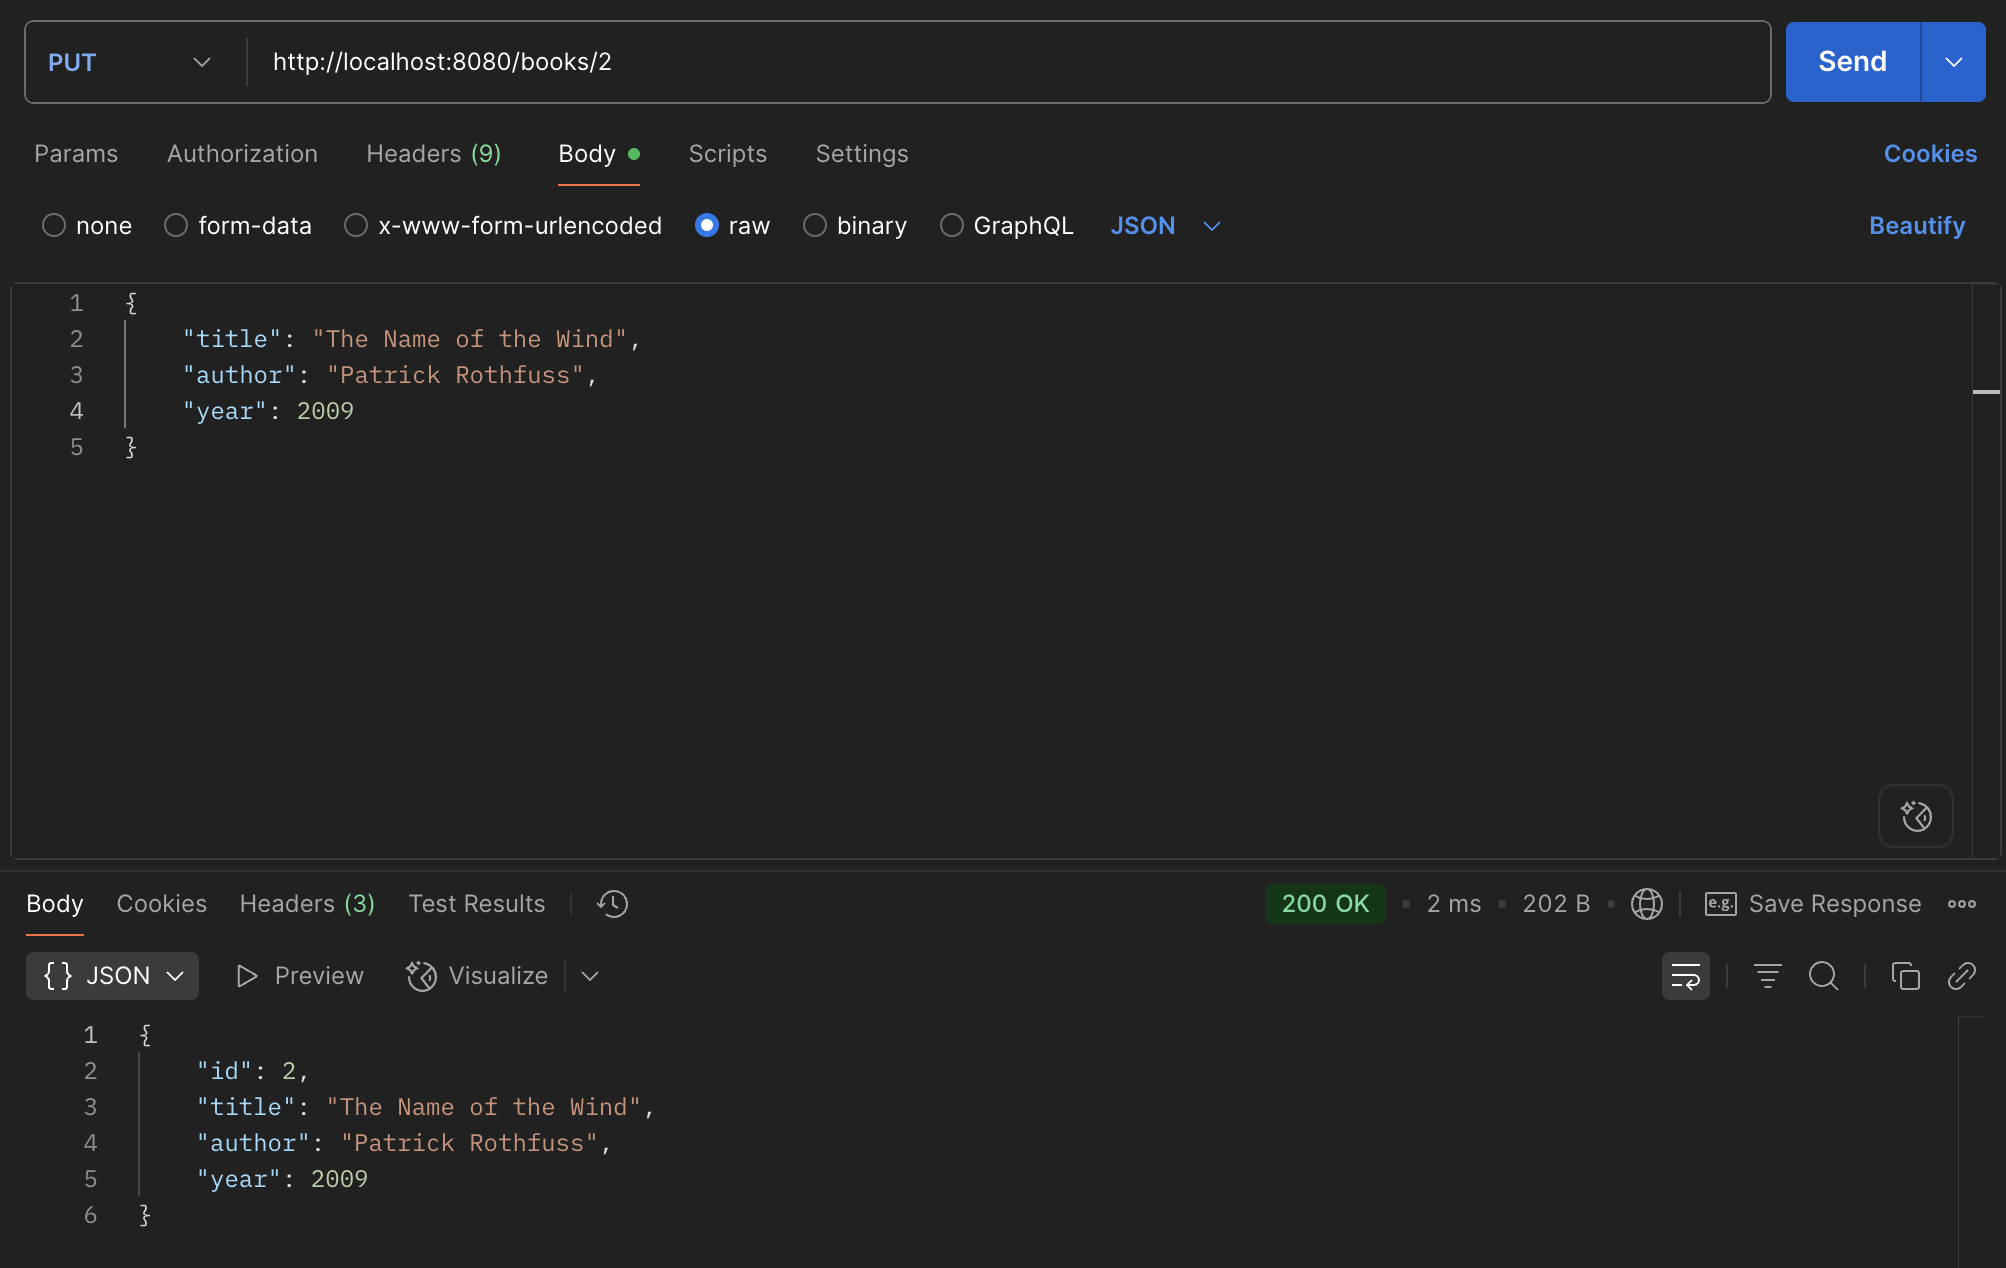 PUT http://localhost:8080/books/2 Send
Params Authorization Headers (9) Body Scripts Settings Cookies
none form-data x-www-form-urlencoded raw binary GraphQL JSON Beautify
1 {
2 "title": "The Name of the Wind",
3 "author": "Patrick Rothfuss",
4 "year": 2009
5 }
Body Cookies Headers (3) Test Results 200 OK • 2 ms • 202 B • e.g. Save Response
{} JSON Preview Visualize
1 {
2 "id": 2,
3 "title": "The Name of the Wind",
4 "author": "Patrick Rothfuss",
5 "year": 2009
6 }